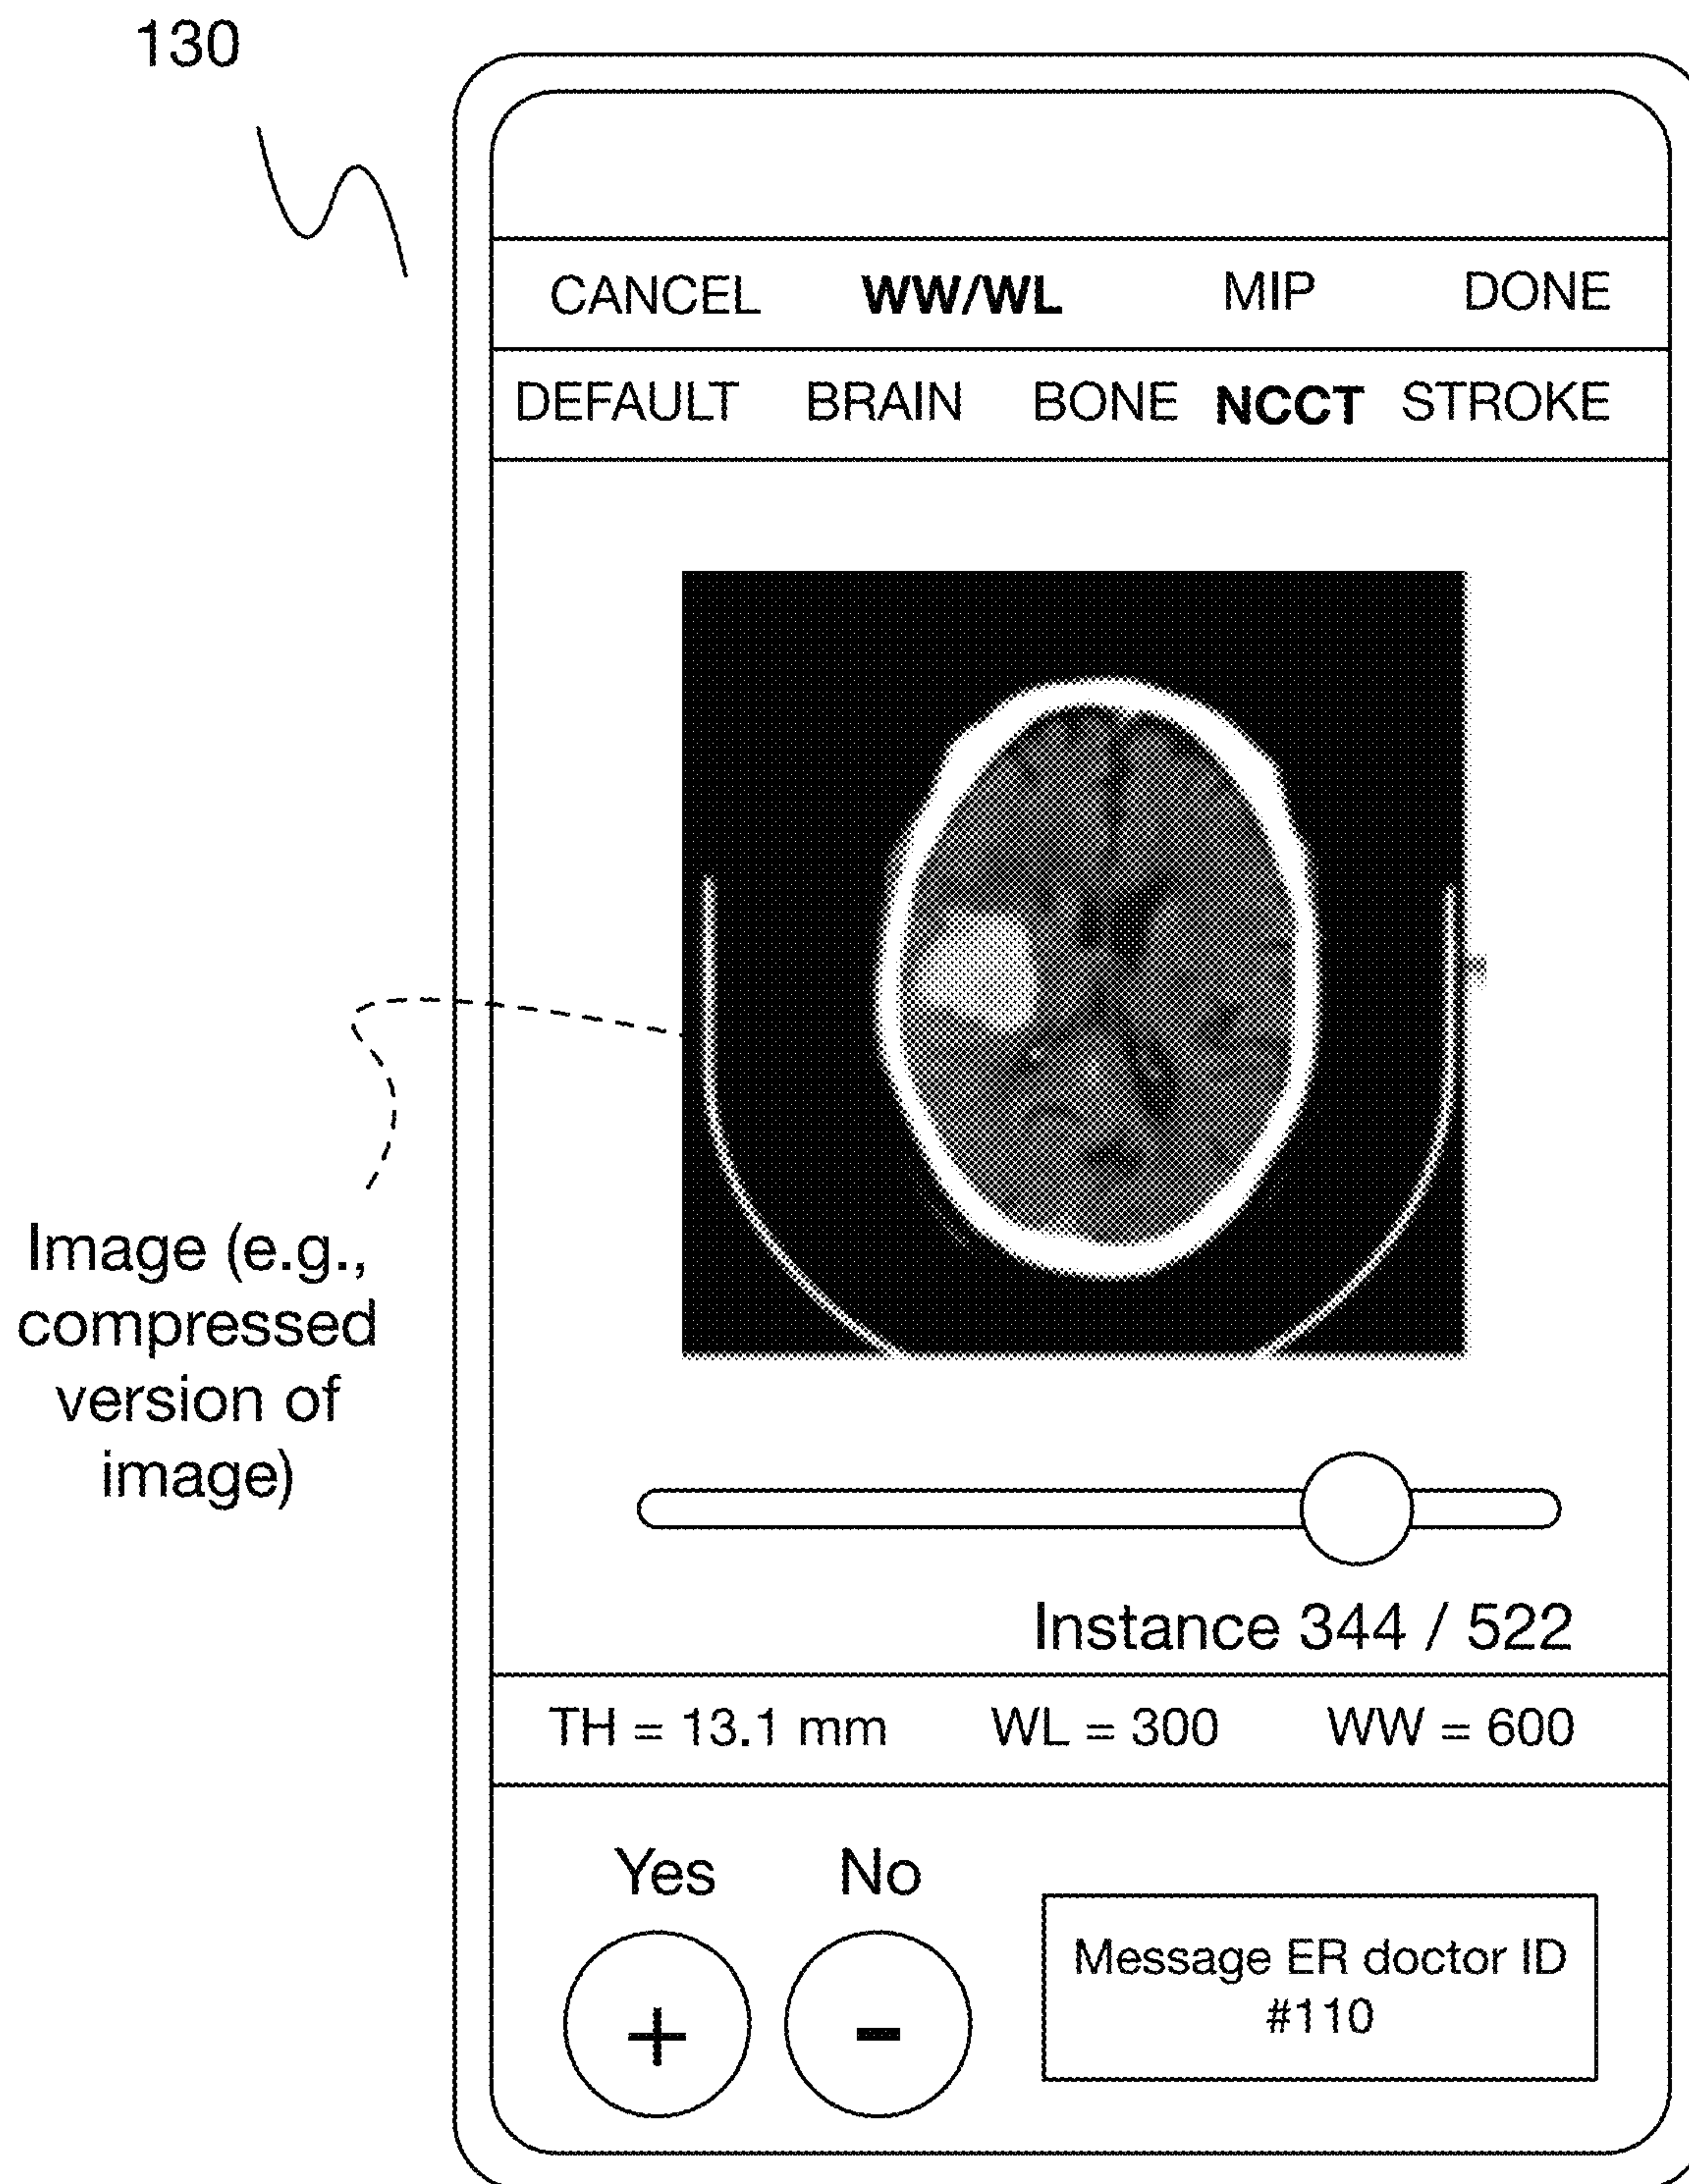 130
CANCEL WW/WL MIP DONE
DEFAULT BRAIN BONE NCCT STROKE
Image (e.g.,
compressed
version of
image)
Instance 344 / 522
TH = 13.1 mm WL = 300 WW = 600
Yes No
+ -
Message ER doctor ID
#110